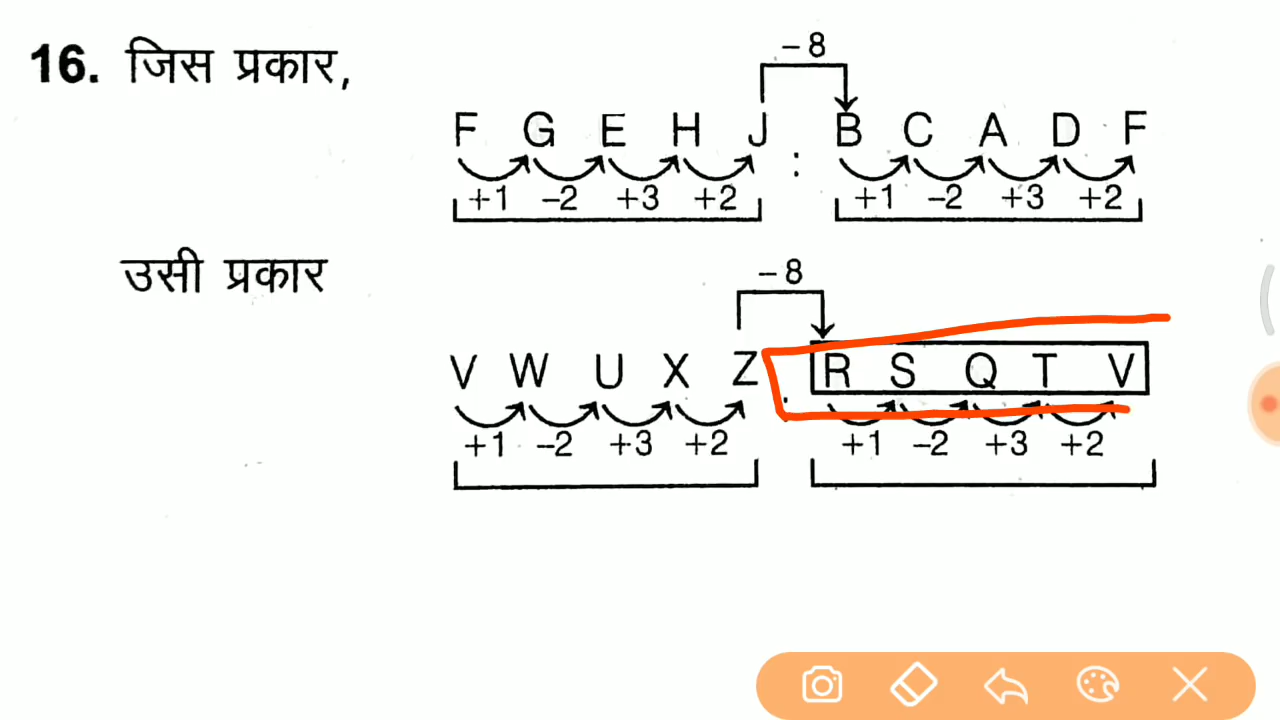 16. जिस प्रकार,
–8
F G E H J : B C A D F
+1 –2 +3 +2 +1 –2 +3 +2
उसी प्रकार
–8
V W U X Z : R S Q T V
+1 –2 +3 +2 +1 –2 +3 +2